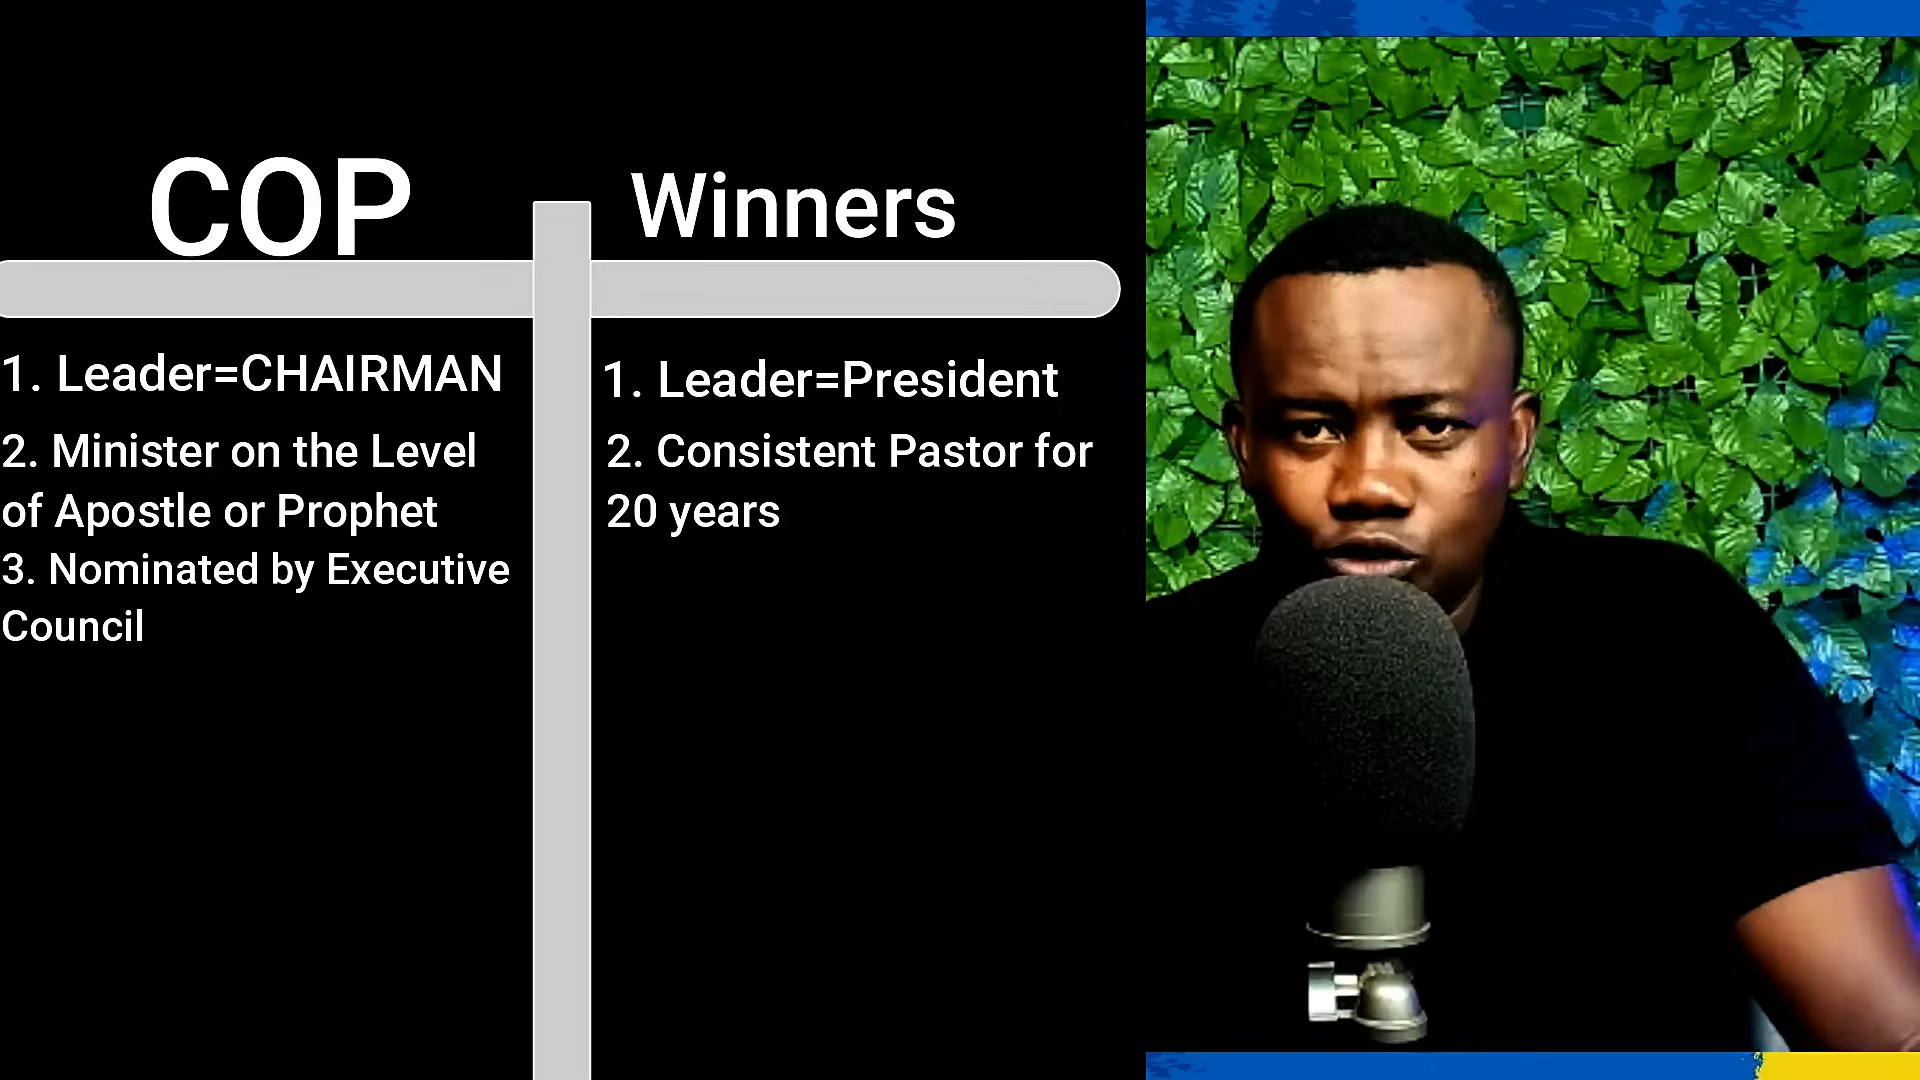 COP
1. Leader=CHAIRMAN
2. Minister on the Level
of Apostle or Prophet
3. Nominated by Executive
Council
Winners
1. Leader=President
2. Consistent Pastor for
20 years